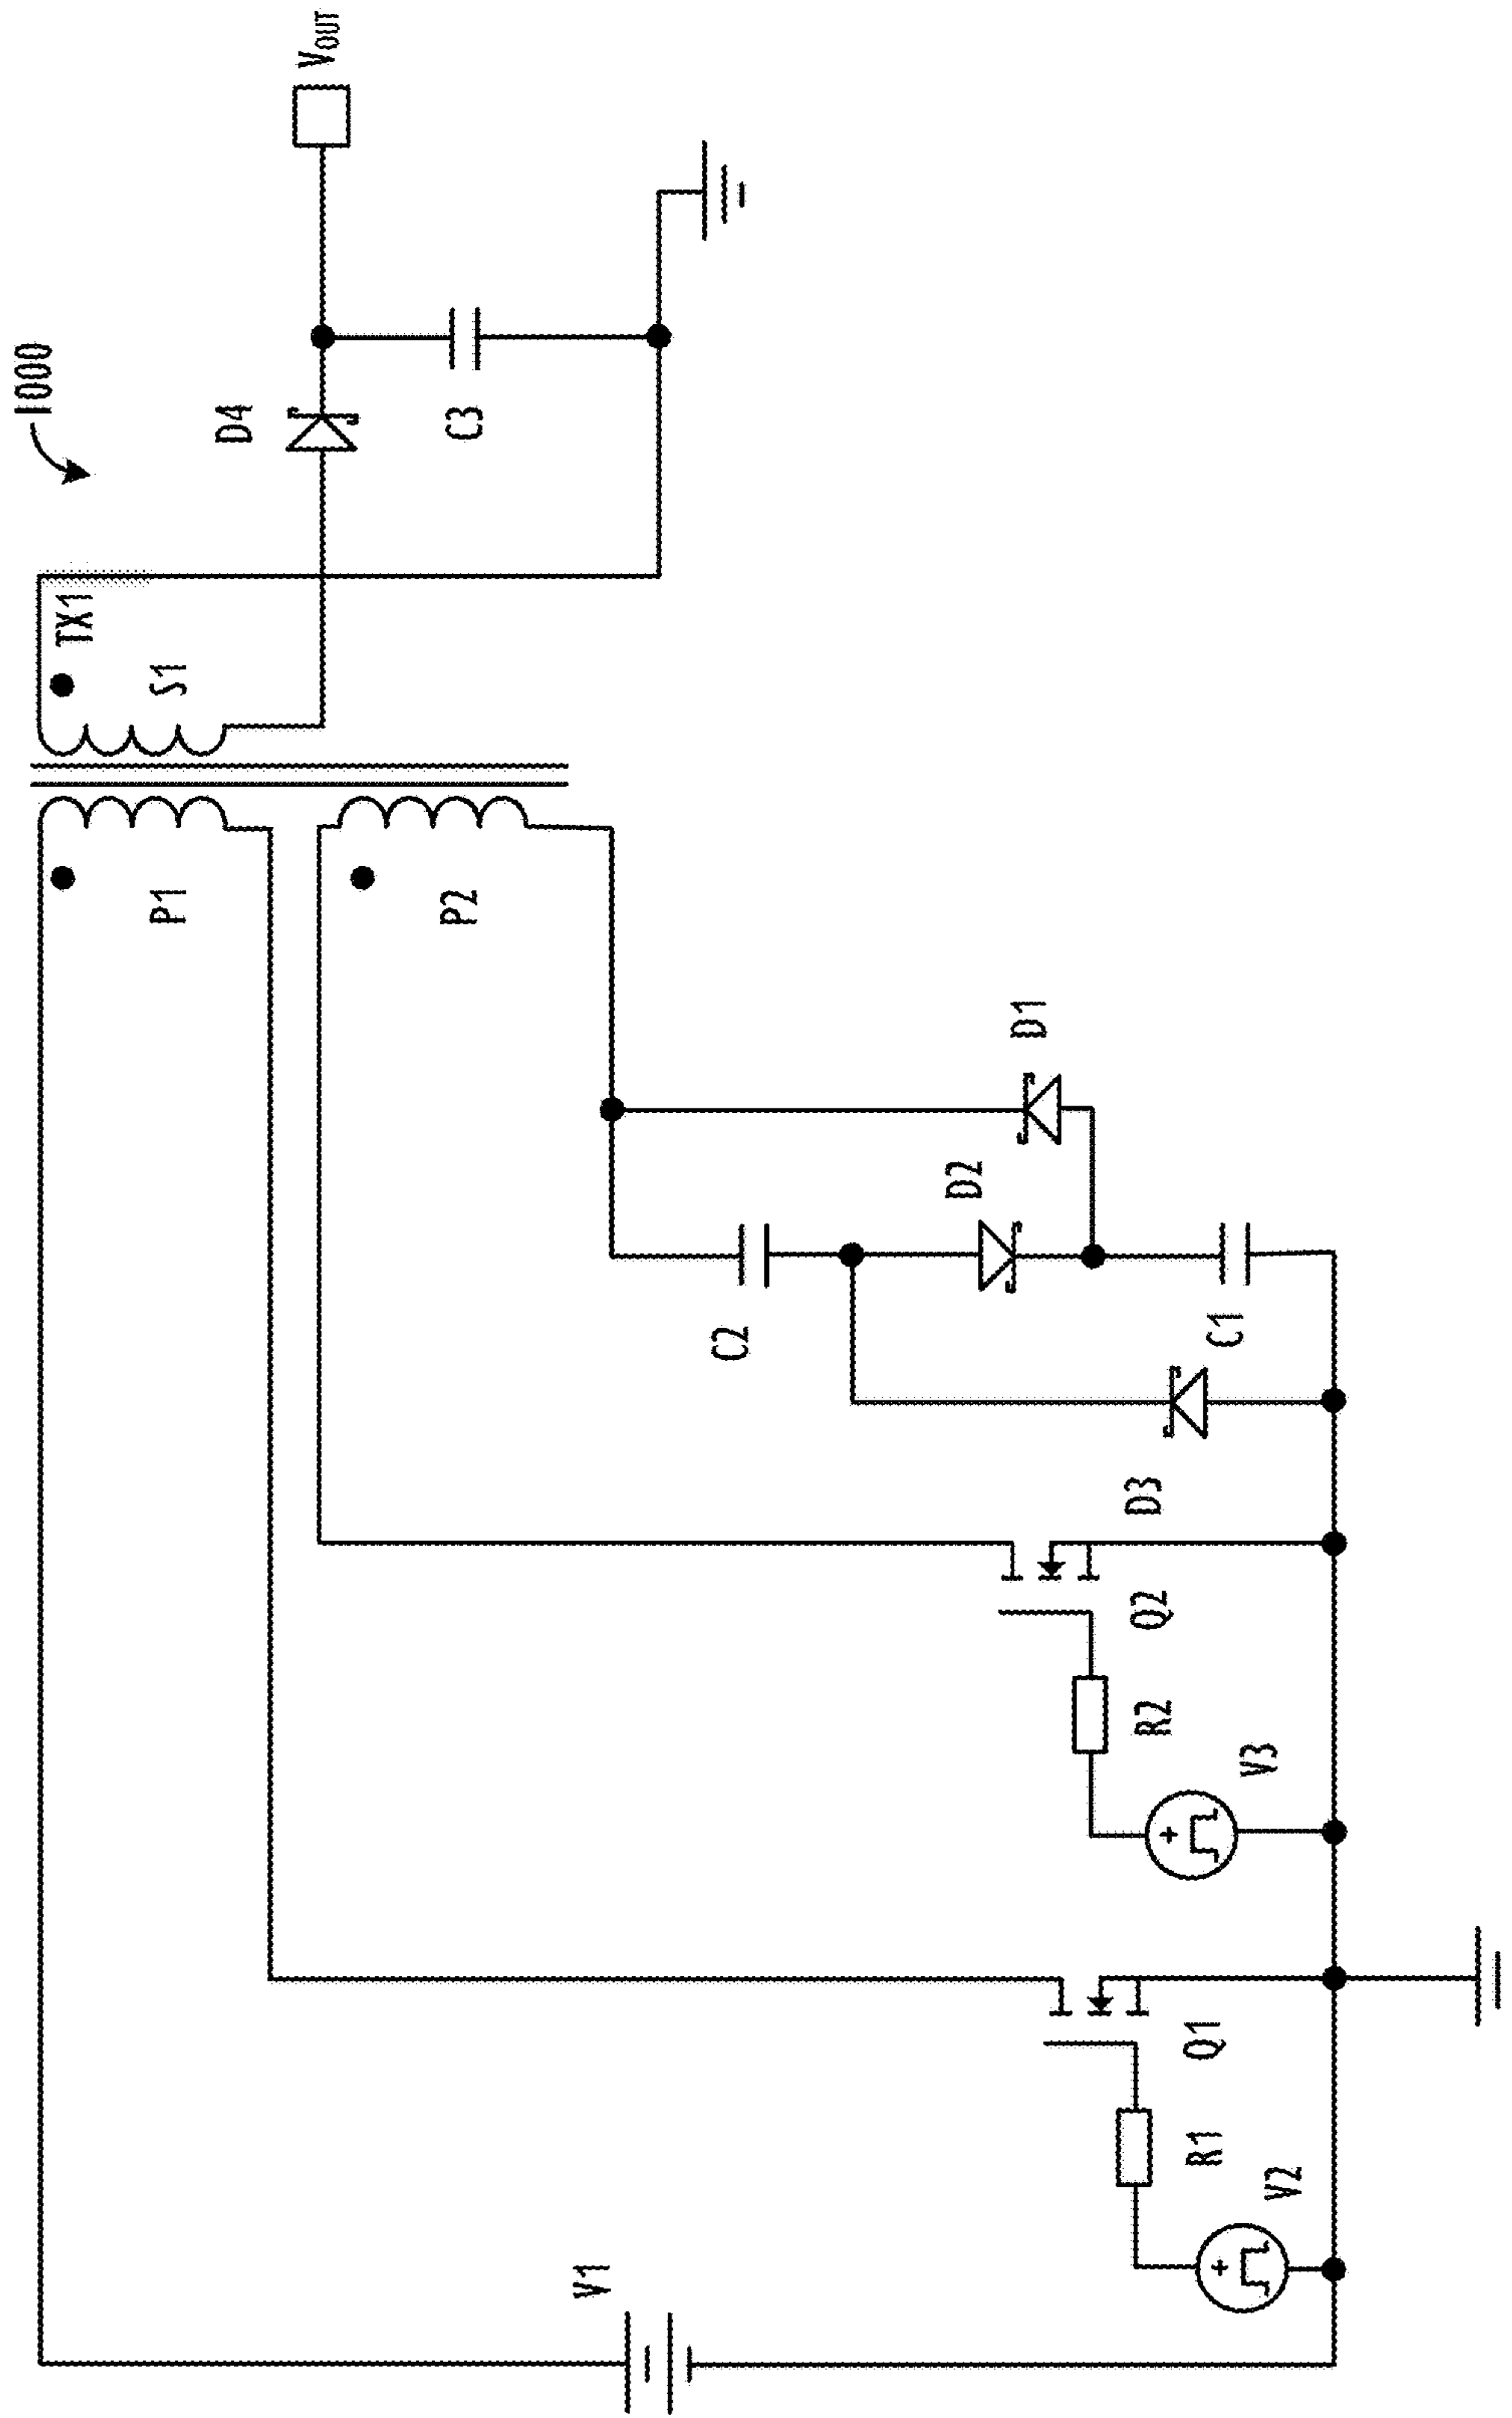 1000
TX1
P1
S1
D4
VOUT
C3
P2
V1
C2
D2
D1
D3
C1
Q2
R2
V3
Q1
R1
V2
+
+